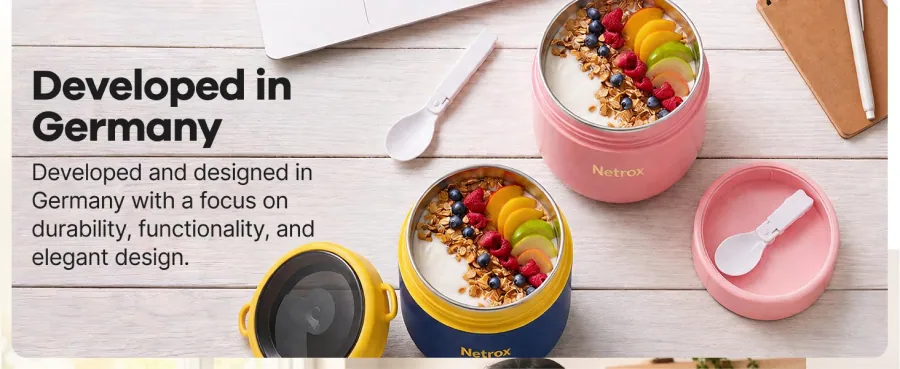 Developed in
Germany
Developed and designed in
Germany with a focus on
durability, functionality, and
elegant design.
Netrox
Netrox